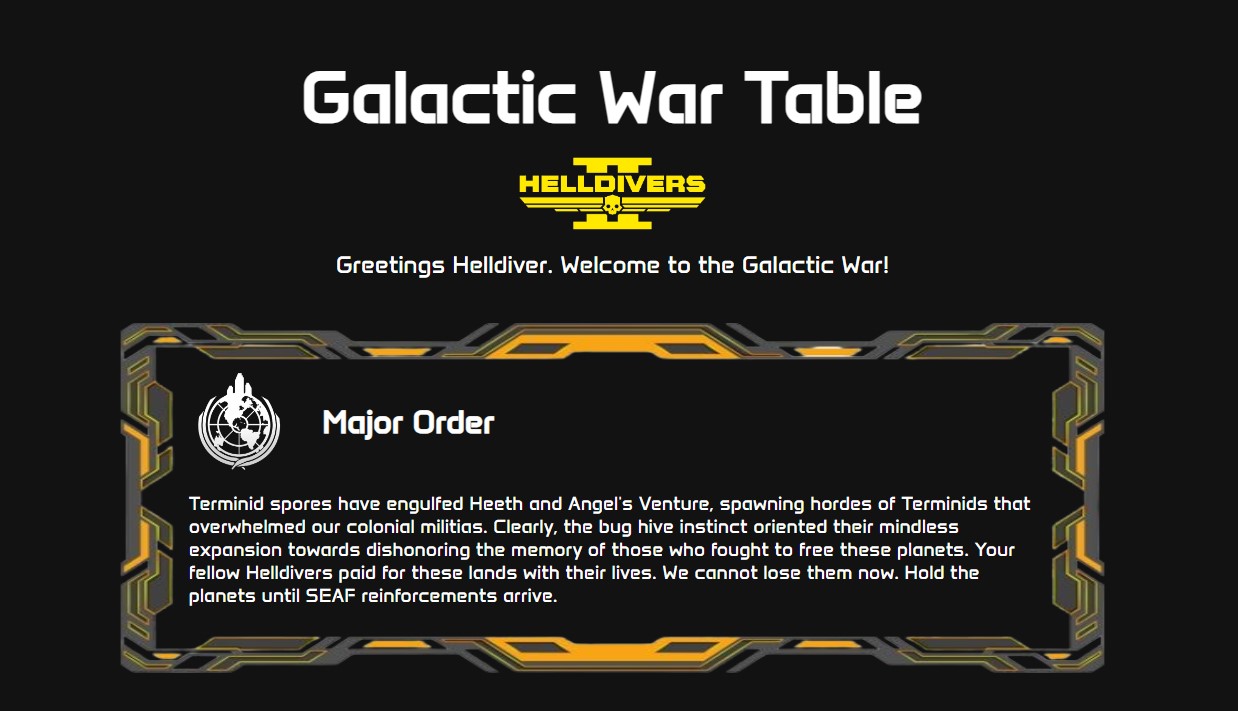 Galactic War Table
HELLDIVERS
II
Greetings Helldiver. Welcome to the Galactic War!
Major Order
Terminid spores have engulfed Heeth and Angel's Venture, spawning hordes of Terminids that
overwhelmed our colonial militias. Clearly, the bug hive instinct oriented their mindless
expansion towards dishonoring the memory of those who fought to free these planets. Your
fellow Helldivers paid for these lands with their lives. We cannot lose them now. Hold the
planets until SEAF reinforcements arrive.